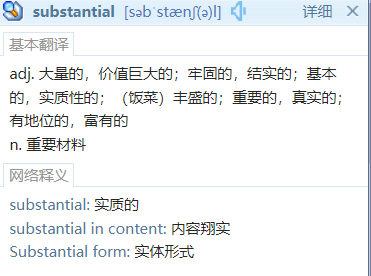 substantial [səbˈstænʃ(ə)l] 详细
基本翻译
adj. 大量的，价值巨大的；牢固的，结实的；基本
的，实质性的；（饭菜）丰盛的；重要的，真实的；
有地位的，富有的
n. 重要材料
网络释义
substantial: 实质的
substantial in content: 内容翔实
Substantial form: 实体形式